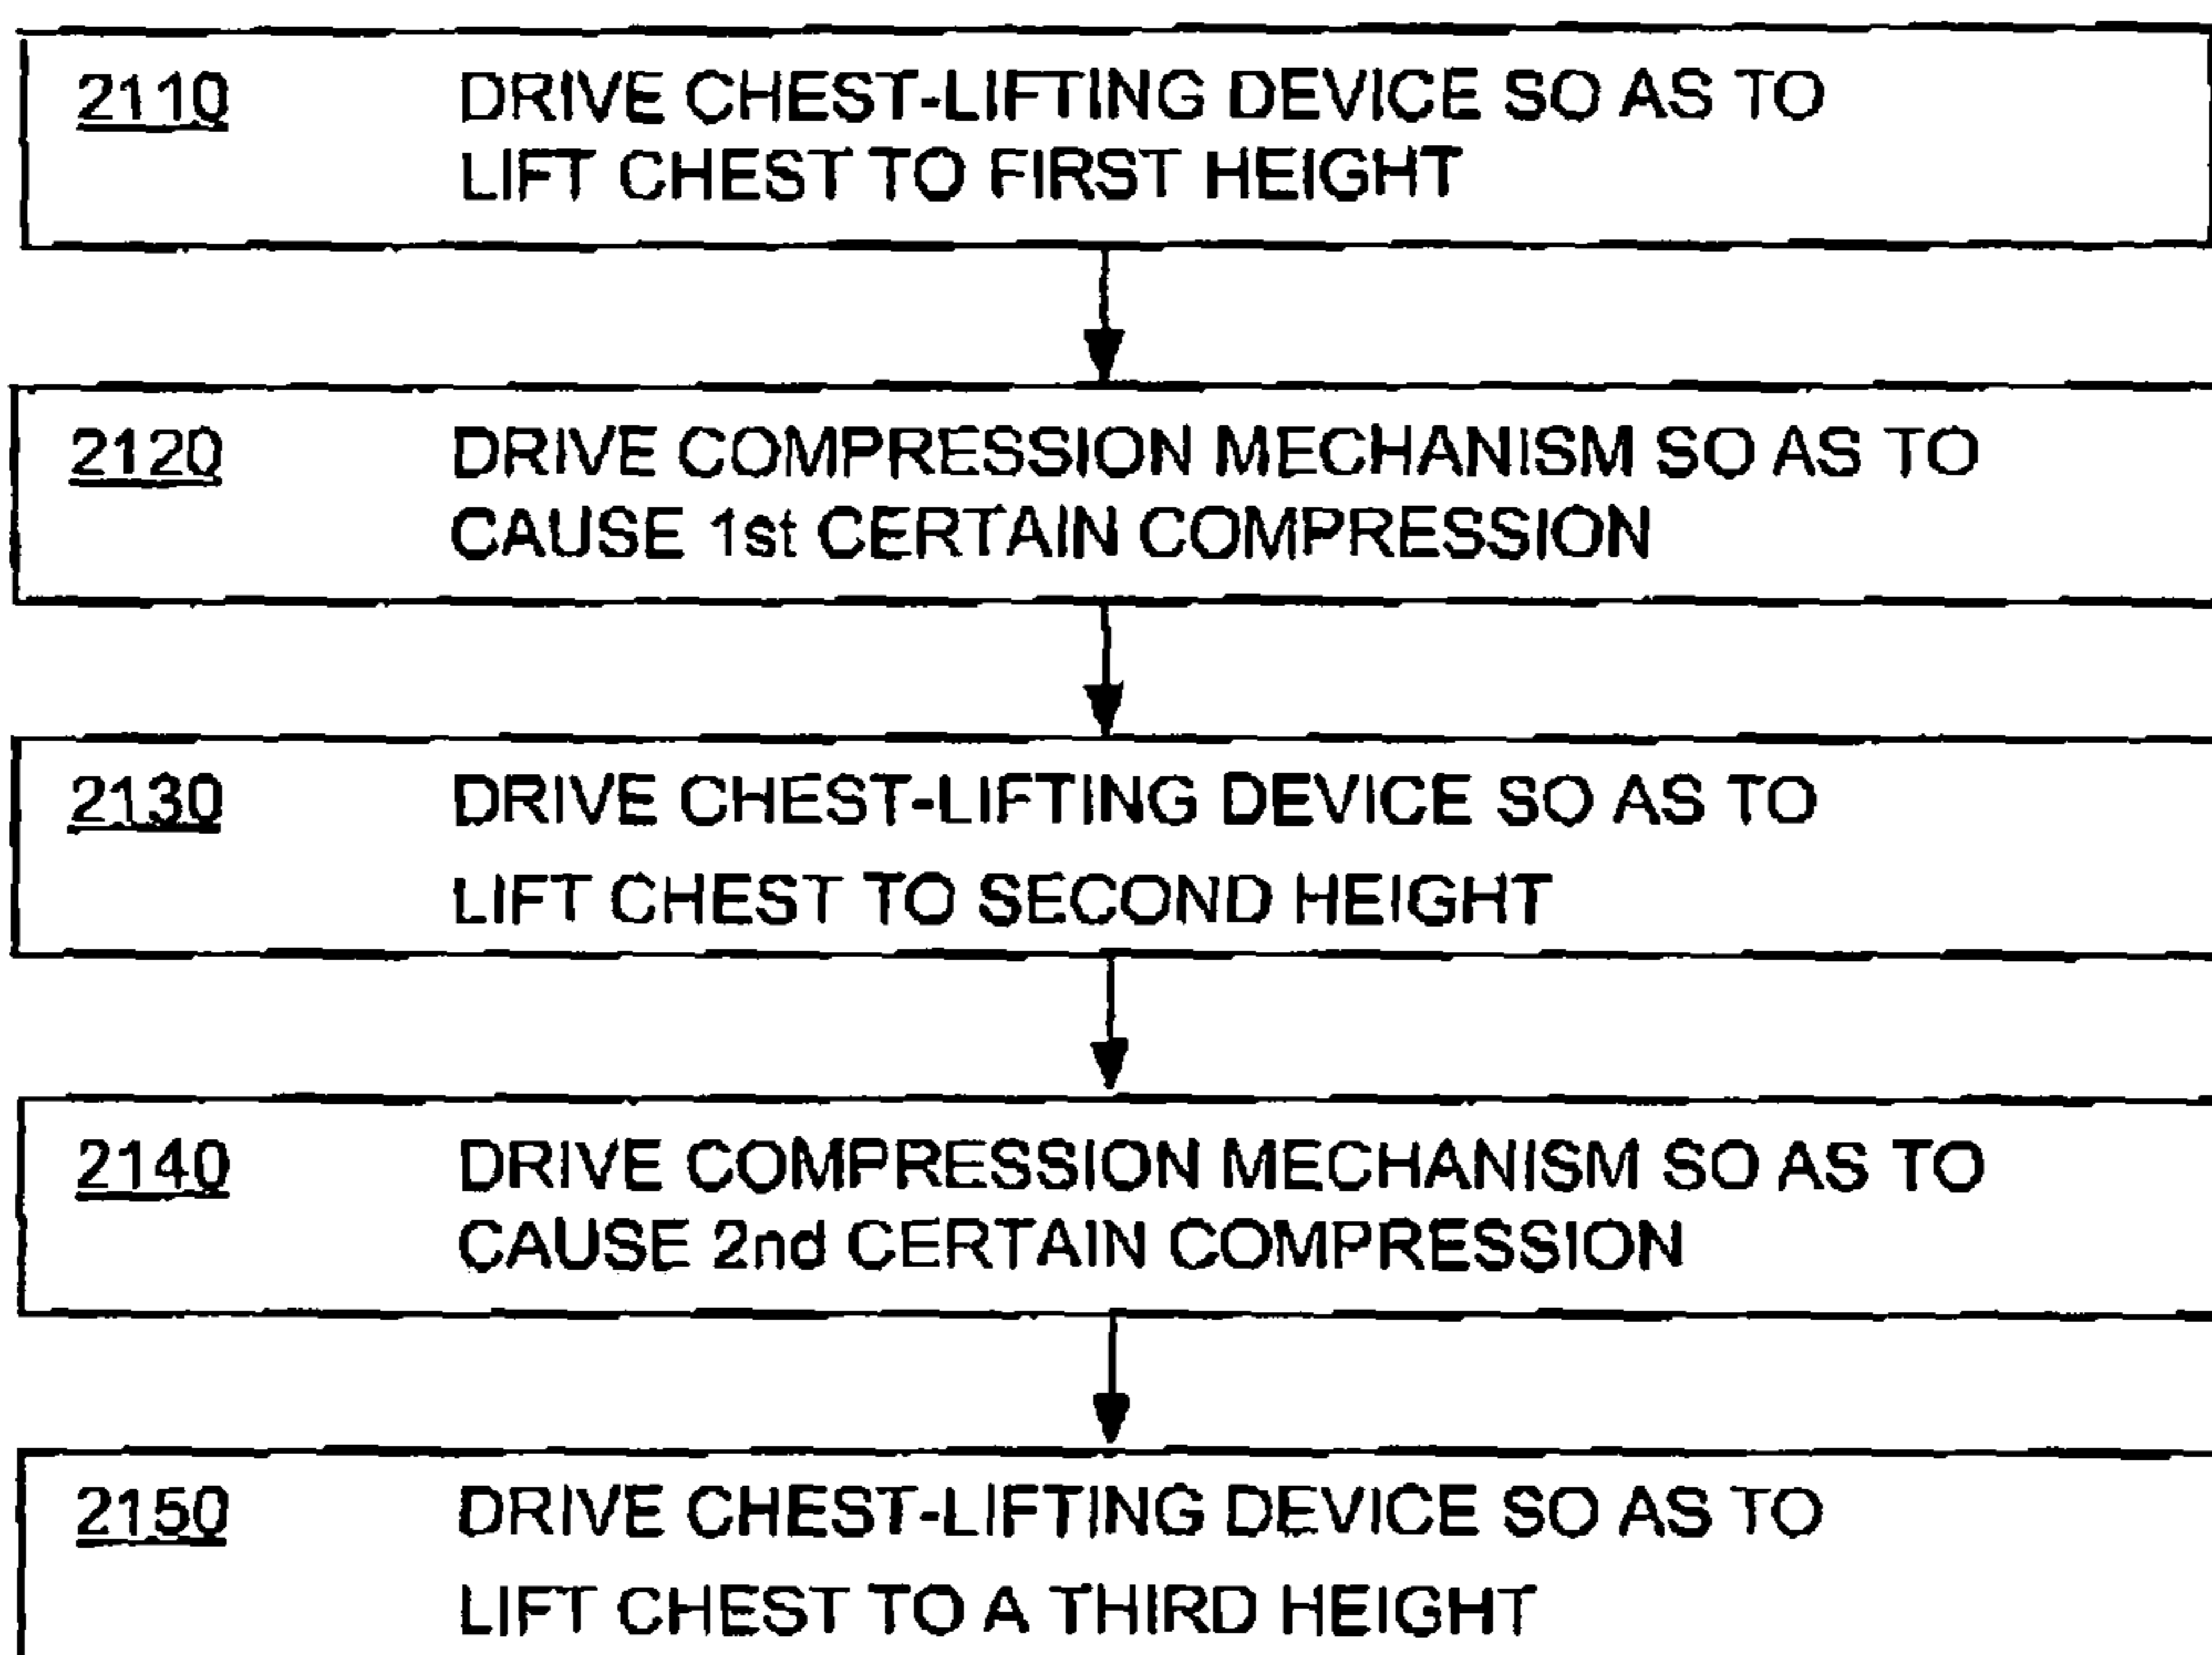 2110 DRIVE CHEST-LIFTING DEVICE SO AS TO
LIFT CHEST TO FIRST HEIGHT
2120 DRIVE COMPRESSION MECHANISM SO AS TO
CAUSE 1st CERTAIN COMPRESSION
2130 DRIVE CHEST-LIFTING DEVICE SO AS TO
LIFT CHEST TO SECOND HEIGHT
2140 DRIVE COMPRESSION MECHANISM SO AS TO
CAUSE 2nd CERTAIN COMPRESSION
2150 DRIVE CHEST-LIFTING DEVICE SO AS TO
LIFT CHEST TO A THIRD HEIGHT